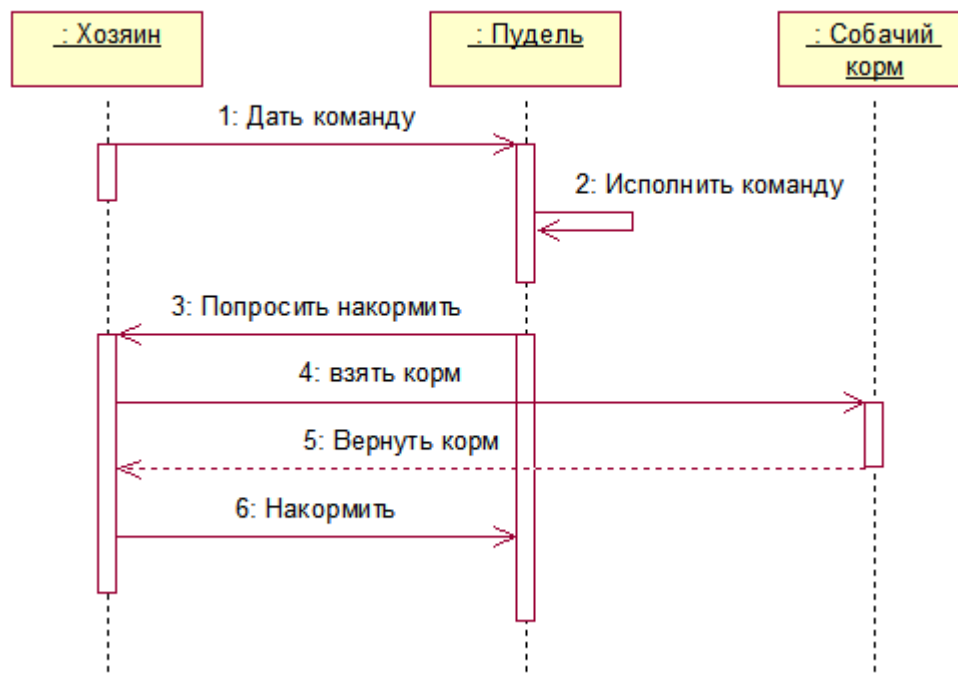 : Хозяин
: Пудель
: Собачий
корм
1: Дать команду
2: Исполнить команду
3: Попросить накормить
4: взять корм
5: Вернуть корм
6: Накормить